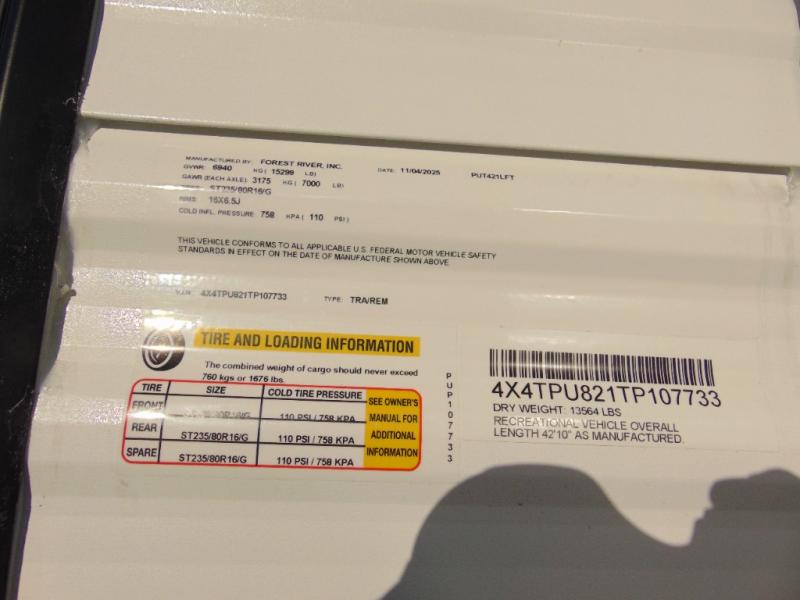 MANUFACTURED BY: FOREST RIVER, INC. DATE: 11/04/2025 PUT421LFT
GVWR: 6940 KG ( 15299 LB)
GAWR (EACH AXLE): 3175 KG ( 7000 LB)
ST235/80R16/G
RIMS: 16X6.5J
COLD INFL. PRESSURE: 758 KPA ( 110 PSI)
THIS VEHICLE CONFORMS TO ALL APPLICABLE U.S. FEDERAL MOTOR VEHICLE SAFETY
STANDARDS IN EFFECT ON THE DATE OF MANUFACTURE SHOWN ABOVE
V.I.N. 4X4TPU821TP107733 TYPE: TRA/REM
TIRE AND LOADING INFORMATION
The combined weight of cargo should never exceed
760 kgs or 1676 lbs.
TIRE SIZE COLD TIRE PRESSURE
FRONT 110 PSI / 758 KPA
REAR ST235/80R16/G 110 PSI / 758 KPA
SPARE ST235/80R16/G 110 PSI / 758 KPA
SEE OWNER'S
MANUAL FOR
ADDITIONAL
INFORMATION
PUP107733
4X4TPU821TP107733
DRY WEIGHT: 13564 LBS
RECREATIONAL VEHICLE OVERALL
LENGTH 42'10" AS MANUFACTURED